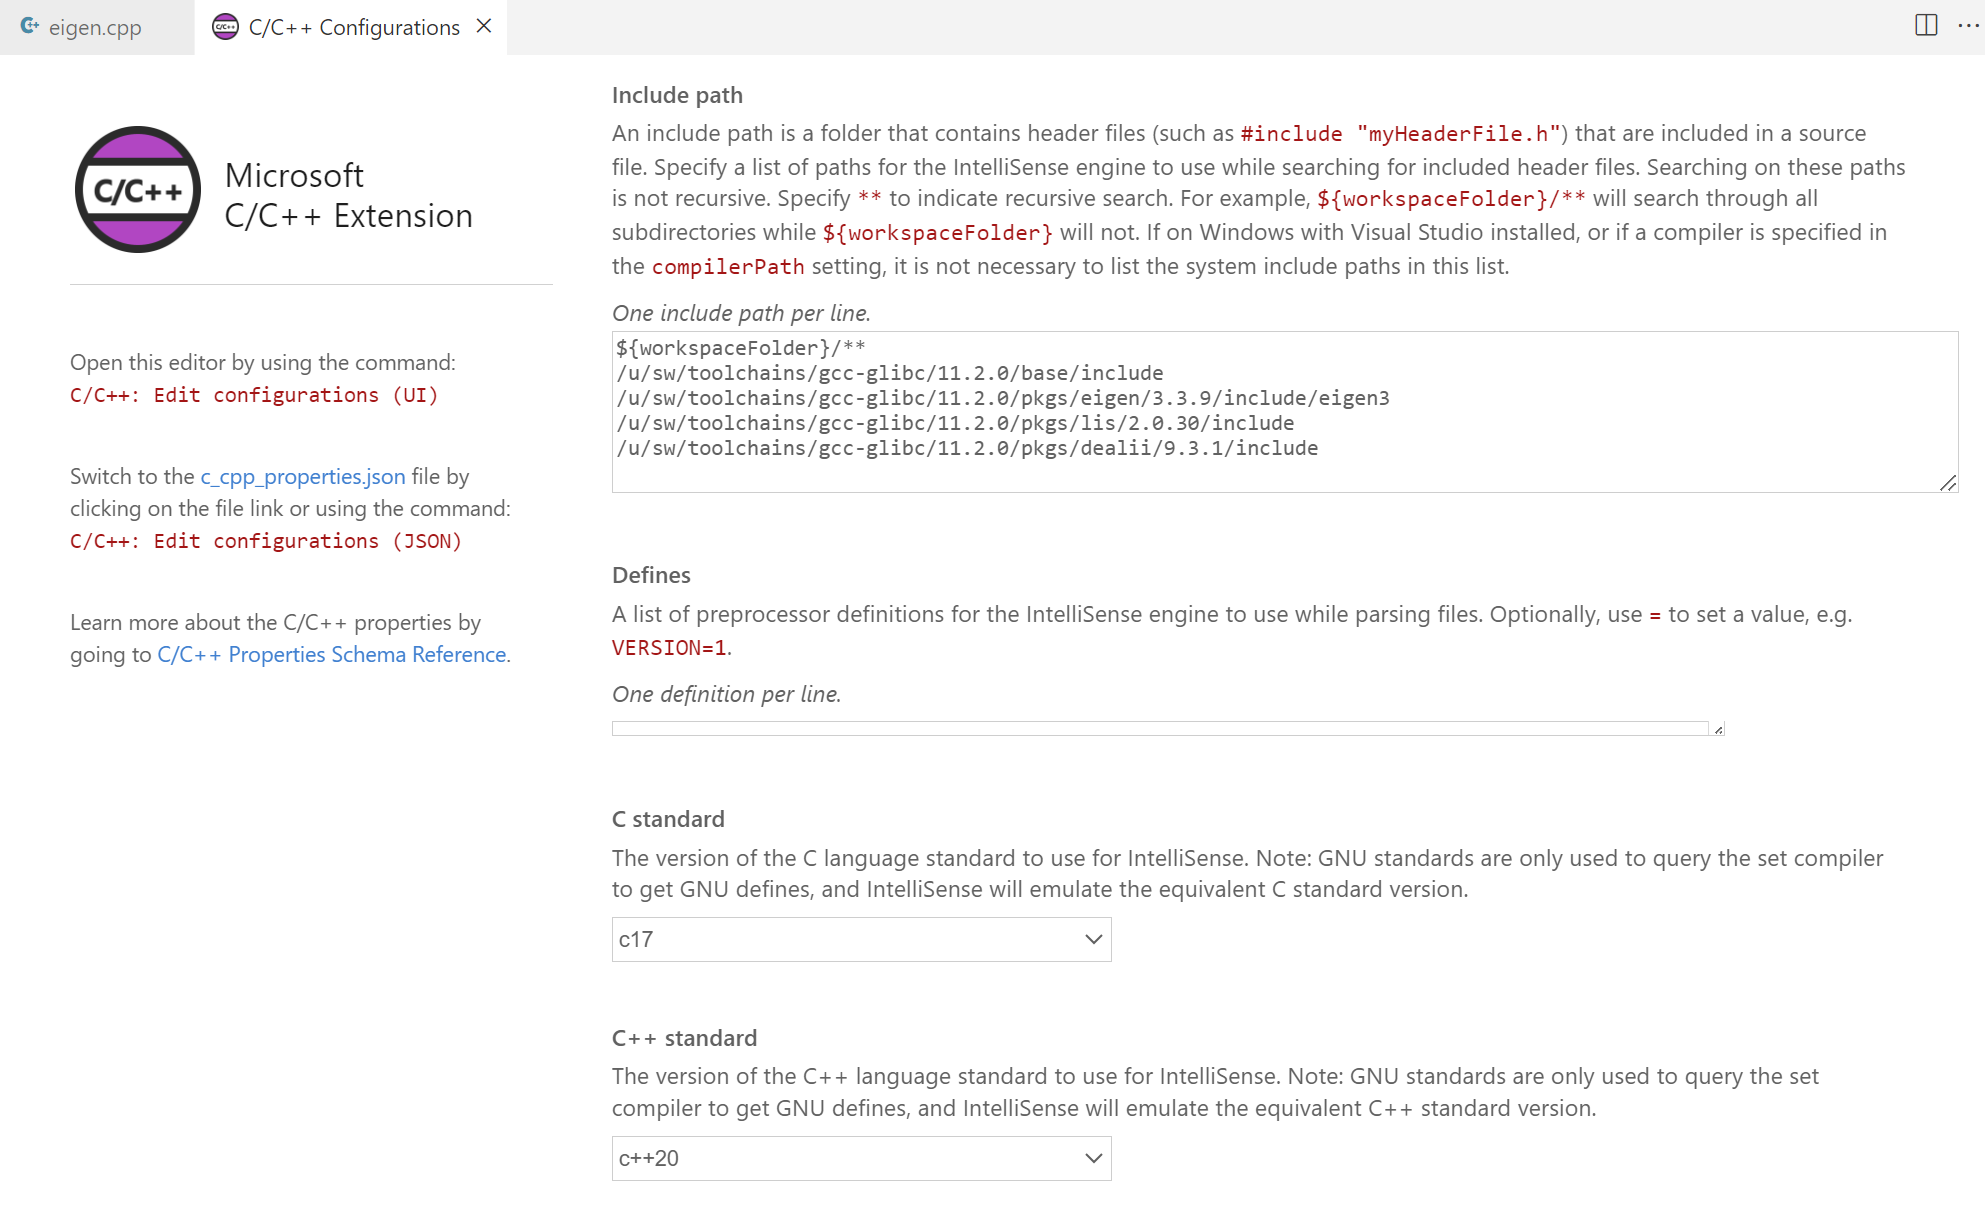 eigen.cpp
C/C++ Configurations
C/C++
Microsoft
C/C++ Extension
Open this editor by using the command:
C/C++: Edit configurations (UI)
Switch to the c_cpp_properties.json file by
clicking on the file link or using the command:
C/C++: Edit configurations (JSON)
Learn more about the C/C++ properties by
going to C/C++ Properties Schema Reference.
Include path
An include path is a folder that contains header files (such as #include "myHeaderFile.h") that are included in a source
file. Specify a list of paths for the IntelliSense engine to use while searching for included header files. Searching on these paths
is not recursive. Specify ** to indicate recursive search. For example, ${workspaceFolder}/** will search through all
subdirectories while ${workspaceFolder} will not. If on Windows with Visual Studio installed, or if a compiler is specified in
the compilerPath setting, it is not necessary to list the system include paths in this list.
One include path per line.
${workspaceFolder}/**
/u/sw/toolchains/gcc-glibc/11.2.0/base/include
/u/sw/toolchains/gcc-glibc/11.2.0/pkgs/eigen/3.3.9/include/eigen3
/u/sw/toolchains/gcc-glibc/11.2.0/pkgs/lis/2.0.30/include
/u/sw/toolchains/gcc-glibc/11.2.0/pkgs/dealii/9.3.1/include
Defines
A list of preprocessor definitions for the IntelliSense engine to use while parsing files. Optionally, use = to set a value, e.g.
VERSION=1.
One definition per line.
C standard
The version of the C language standard to use for IntelliSense. Note: GNU standards are only used to query the set compiler
to get GNU defines, and IntelliSense will emulate the equivalent C standard version.
c17
C++ standard
The version of the C++ language standard to use for IntelliSense. Note: GNU standards are only used to query the set
compiler to get GNU defines, and IntelliSense will emulate the equivalent C++ standard version.
c++20